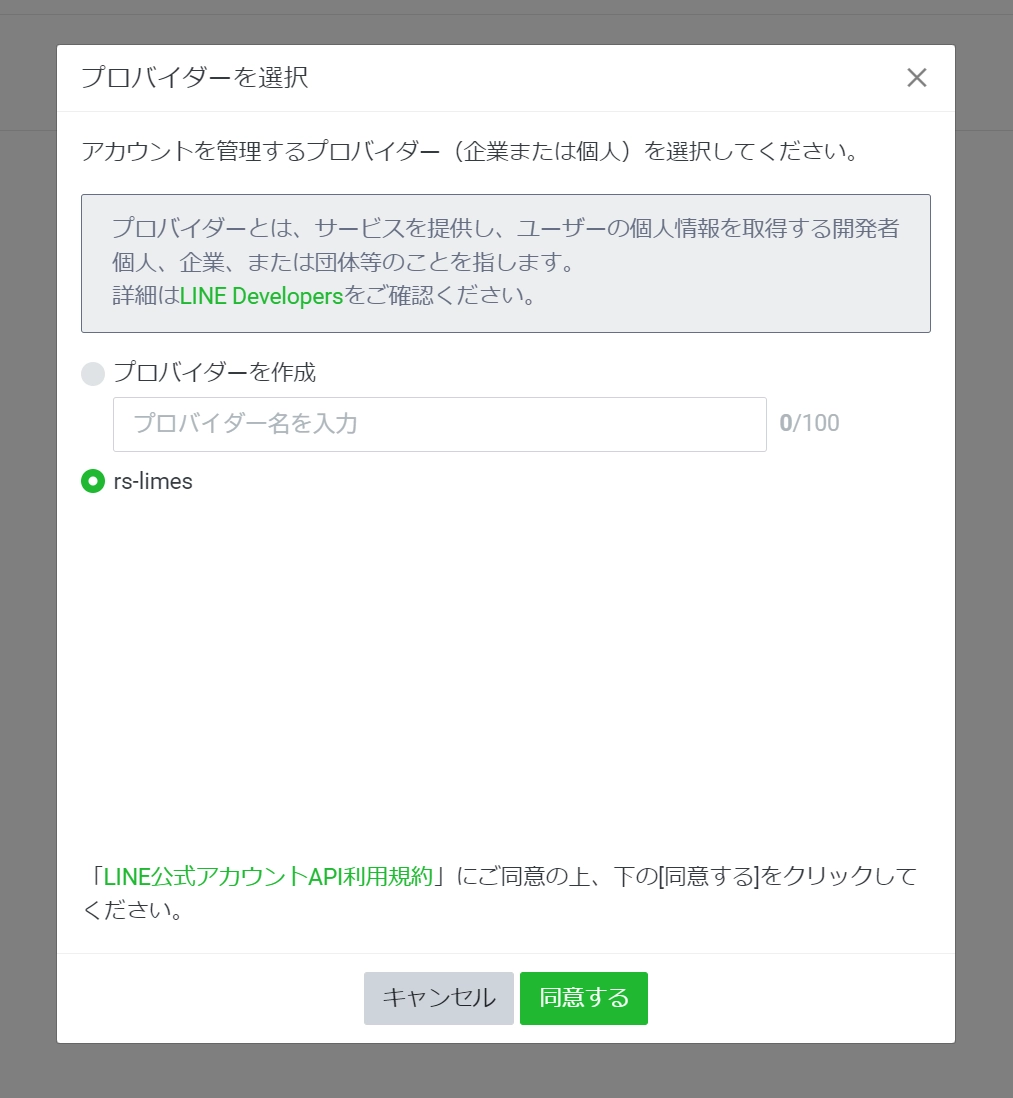 プロバイダーを選択
アカウントを管理するプロバイダー（企業または個人）を選択してください。
プロバイダーとは、サービスを提供し、ユーザーの個人情報を取得する開発者
個人、企業、または団体等のことを指します。
詳細はLINE Developersをご確認ください。
プロバイダーを作成
プロバイダー名を入力 0/100
rs-limes
「LINE公式アカウントAPI利用規約」にご同意の上、下の[同意する]をクリックして
ください。
キャンセル 同意する